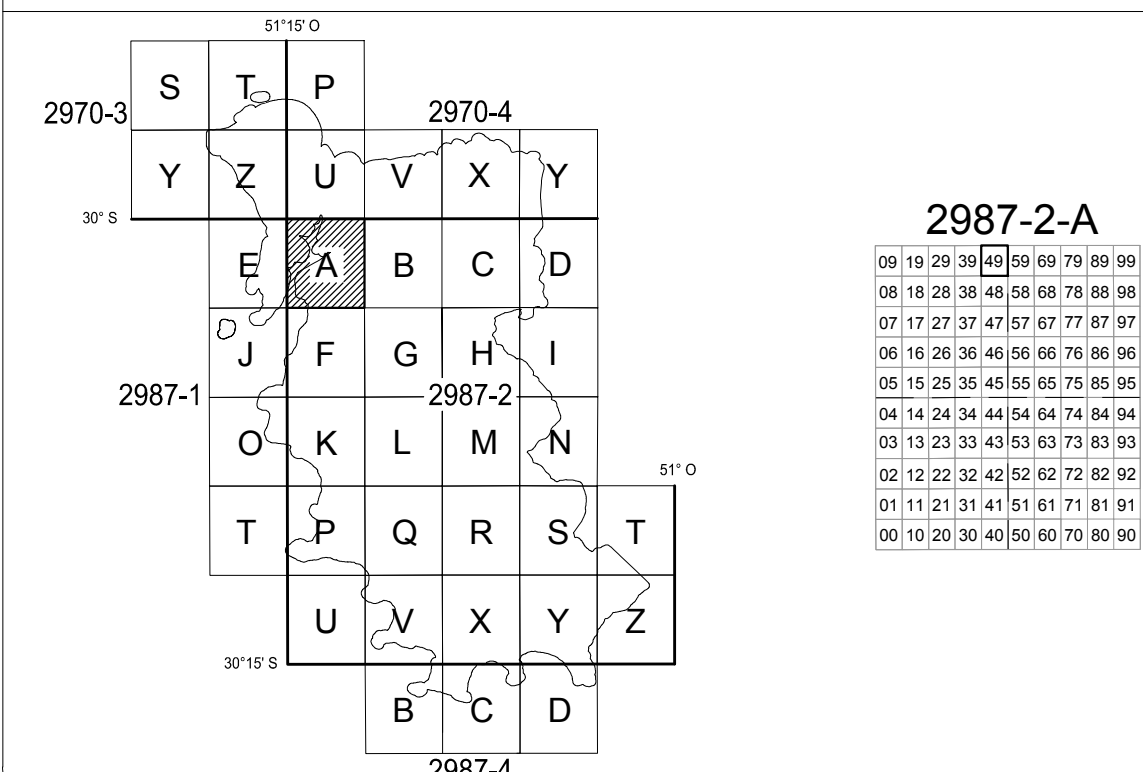 51°15' O
S T P
2970-3 2970-4
Y Z U V X Y
30° S
E A B C D
J F G H I
2987-1 2987-2
O K L M N
51° O
T P Q R S T
U V X Y Z
30°15' S
B C D
2987-4
2987-2-A
09 19 29 39 49 59 69 79 89 99
08 18 28 38 48 58 68 78 88 98
07 17 27 37 47 57 67 77 87 97
06 16 26 36 46 56 66 76 86 96
05 15 25 35 45 55 65 75 85 95
04 14 24 34 44 54 64 74 84 94
03 13 23 33 43 53 63 73 83 93
02 12 22 32 42 52 62 72 82 92
01 11 21 31 41 51 61 71 81 91
00 10 20 30 40 50 60 70 80 90